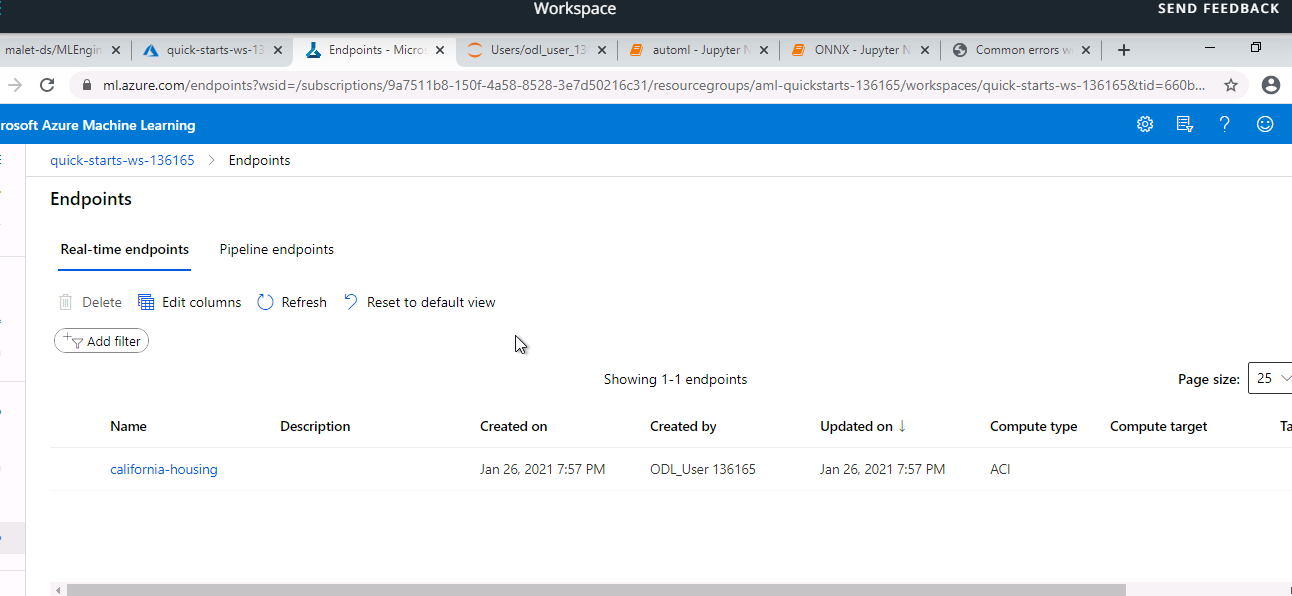 Workspace
SEND FEEDBACK
malet-ds/MLEngin
quick-starts-ws-13
Endpoints - Micros
Users/odl_user_13
automl - Jupyter N
ONNX - Jupyter N
Common errors w
ml.azure.com/endpoints?wsid=/subscriptions/9a7511b8-150f-4a58-8528-3e7d50216c31/resourcegroups/aml-quickstarts-136165/workspaces/quick-starts-ws-136165&tid=660b...
rosoft Azure Machine Learning
quick-starts-ws-136165 > Endpoints
Endpoints
Real-time endpoints Pipeline endpoints
Delete Edit columns Refresh Reset to default view
Add filter
Showing 1-1 endpoints Page size: 25
Name Description Created on Created by Updated on ↓ Compute type Compute target Ta
california-housing Jan 26, 2021 7:57 PM ODL_User 136165 Jan 26, 2021 7:57 PM ACI